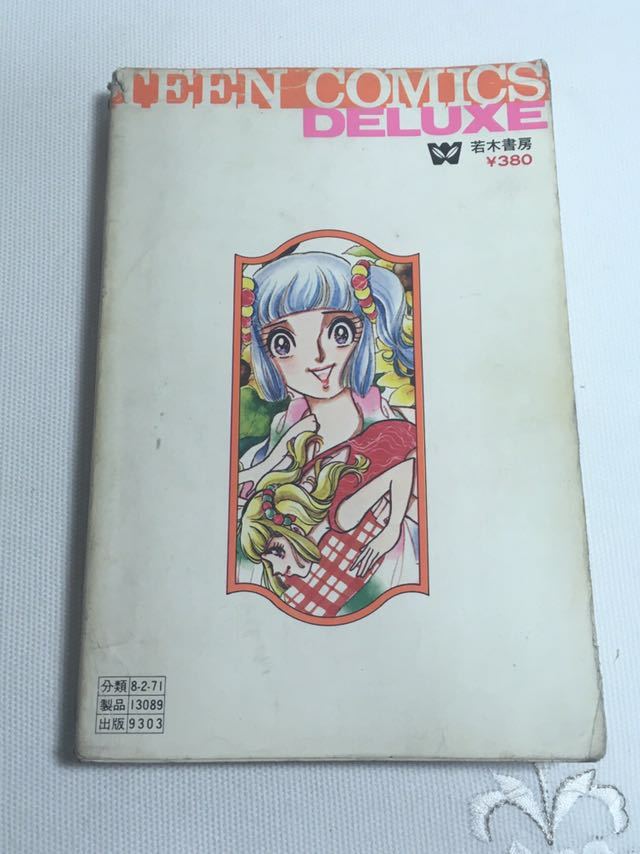 TEEN COMICS
DELUXE
若木書房
¥380
分類 8-2-71
製品 13089
出版 9303